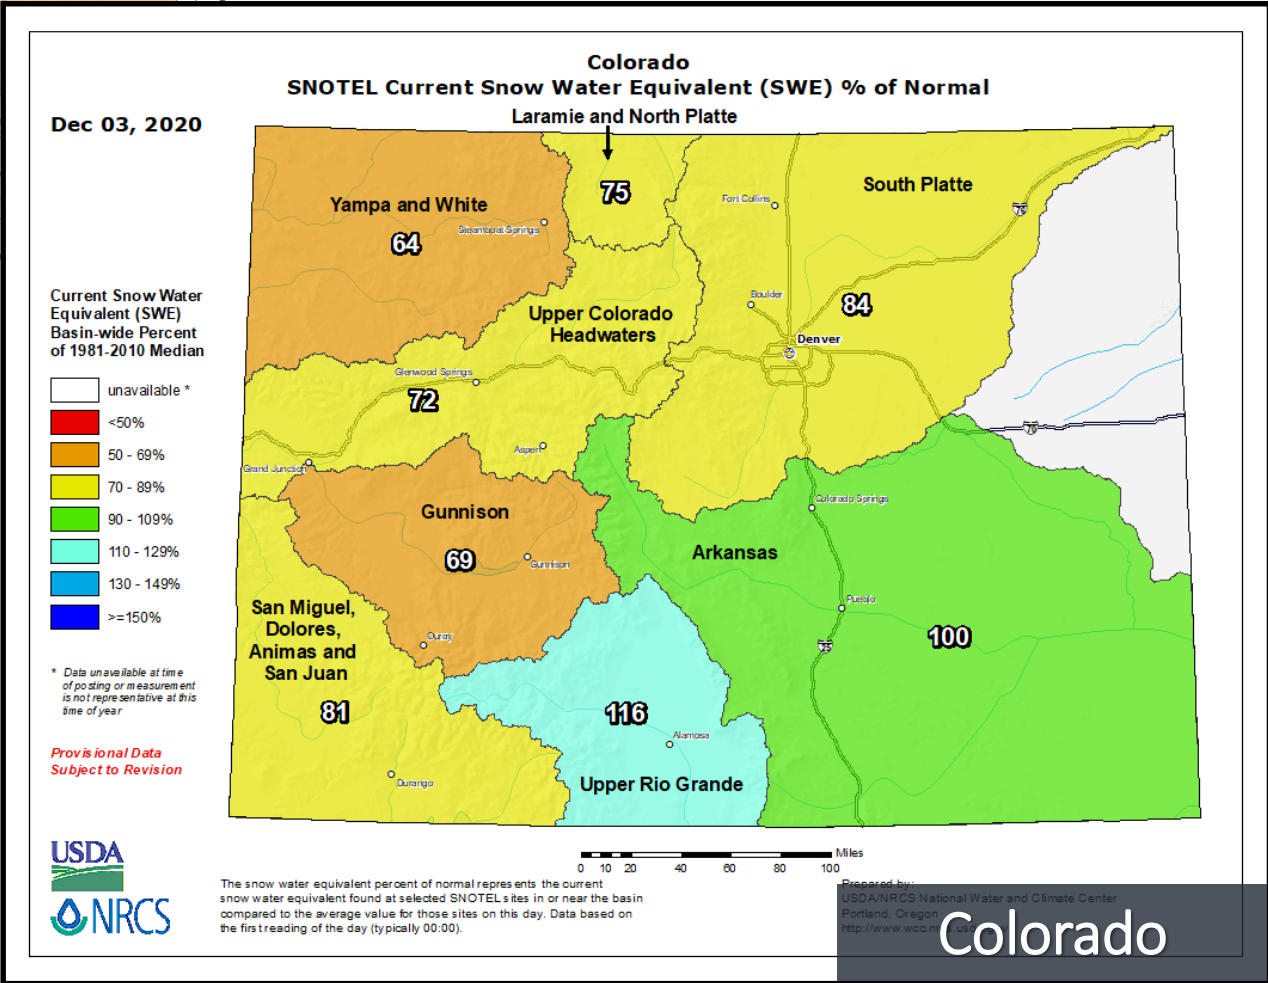 Colorado
SNOTEL Current Snow Water Equivalent (SWE) % of Normal
Laramie and North Platte
Dec 03, 2020
75
South Platte
Yampa and White
Fort Collins
76
Steamboat Springs
64
Current Snow Water
Equivalent (SWE)
Basin-wide Percent
of 1981-2010 Median
Boulder
84
Upper Colorado
Headwaters
Denver
Glenwood Springs
unavailable *
72
<50%
70
Aspen
50 - 69%
Grand Junction
70 - 89%
Colorado Springs
Gunnison
90 - 109%
Arkansas
110 - 129%
69
Gunnison
130 - 149%
Pueblo
>=150%
San Miguel,
Dolores,
Animas and
San Juan
Ouray
100
25
* Data unavailable at time
of posting or measurement
is not representative at this
time of year
81
116
Alamosa
Provisional Data
Subject to Revision
Durango
Upper Rio Grande
USDA
NRCS
Miles
0 10 20 40 60 80 100
The snow water equivalent percent of normal represents the current
snow water equivalent found at selected SNOTEL sites in or near the basin
compared to the average value for those sites on this day. Data based on
the first reading of the day (typically 00:00).
Prepared by:
USDA/NRCS National Water and Climate Center
Portland, Oregon
Colorado